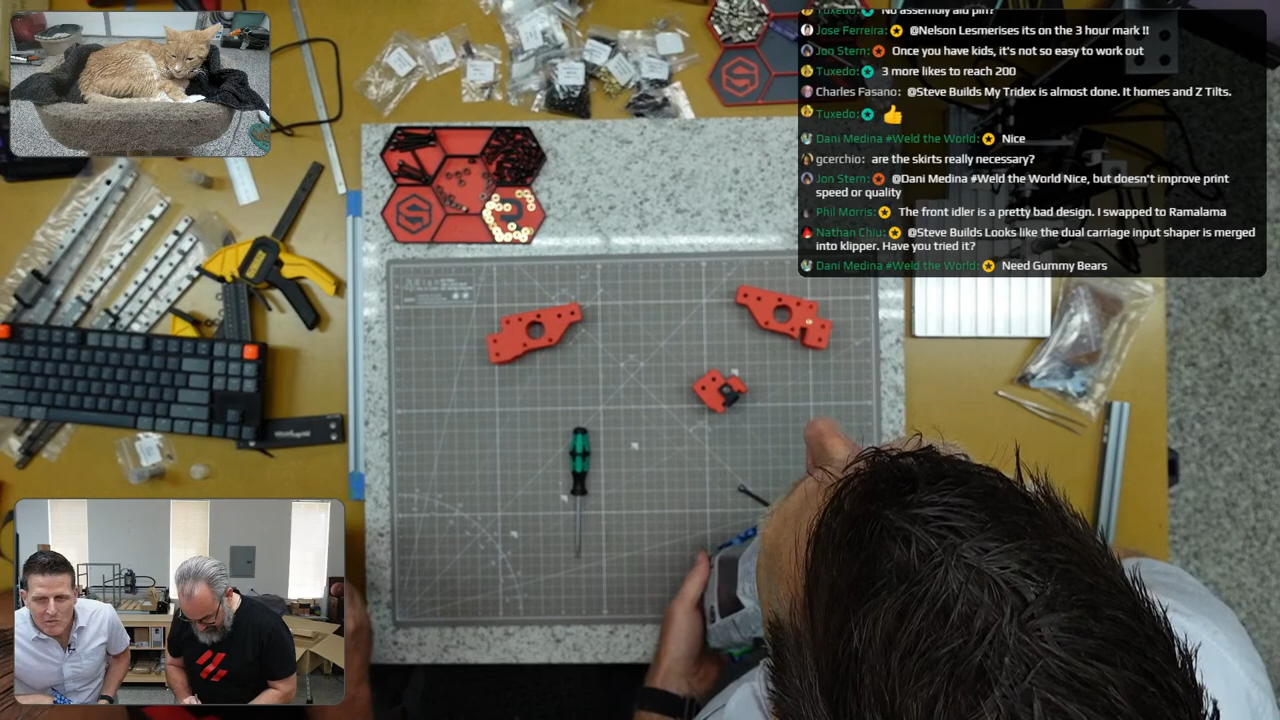 Tuxedo: No assembly aid pin?
Jose Ferreira: @Nelson Lesmerises its on the 3 hour mark !!
Jon Stern: Once you have kids, it's not so easy to work out
Tuxedo: 3 more likes to reach 200
Charles Fasano: @Steve Builds My Tridex is almost done. It homes and Z Tilts.
Tuxedo: 👍
Dani Medina #Weld the World: Nice
gcerchio: are the skirts really necessary?
Jon Stern: @Dani Medina #Weld the World Nice, but doesn't improve print
speed or quality
Phil Morris: The front idler is a pretty bad design. I swapped to Ramalama
Nathan Chiu: @Steve Builds Looks like the dual carriage input shaper is merged
into klipper. Have you tried it?
Dani Medina #Weld the World: Need Gummy Bears